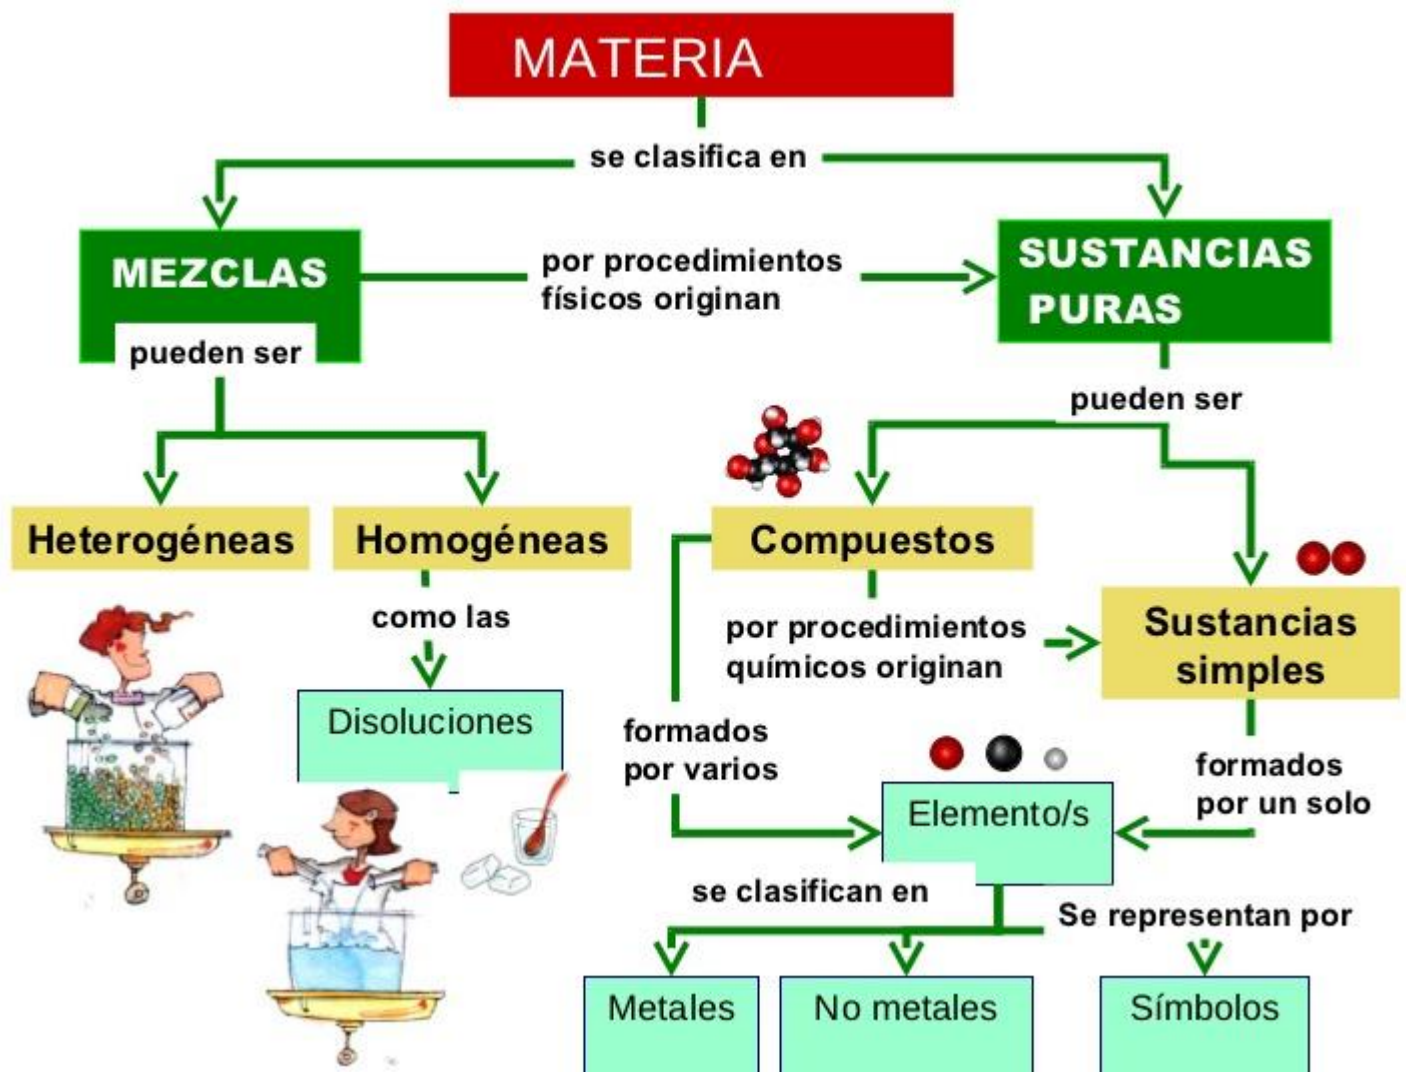 MATERIA
se clasifica en
MEZCLAS
por procedimientos
físicos originan
SUSTANCIAS
PURAS
pueden ser
pueden ser
Heterogéneas
Homogéneas
Compuestos
como las
por procedimientos
químicos originan
Sustancias
simples
Disoluciones
formados
por varios
formados
por un solo
Elemento/s
se clasifican en
Se representan por
Metales
No metales
Símbolos